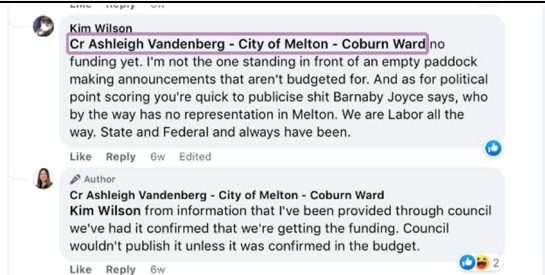 Kim Wilson
Cr Ashleigh Vandenberg - City of Melton - Coburn Ward no
funding yet. I'm not the one standing in front of an empty paddock
making announcements that aren't budgeted for. And as for political
point scoring you're quick to publicise shit Barnaby Joyce says, who
by the way has no representation in Melton. We are Labor all the
way. State and Federal and always have been.
Like Reply 6w Edited
Author
Cr Ashleigh Vandenberg - City of Melton - Coburn Ward
Kim Wilson from information that I've been provided through council
we've had it confirmed that we're getting the funding. Council
wouldn't publish it unless it was confirmed in the budget.
2
Like Reply 6w